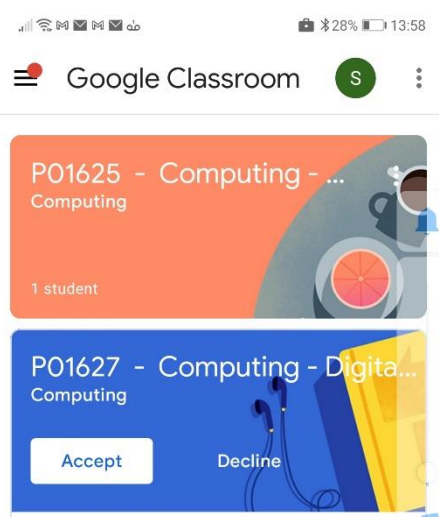 28% 13:58
Google Classroom S
P01625 - Computing - ...
Computing
1 student
P01627 - Computing - Digita...
Computing
Accept Decline